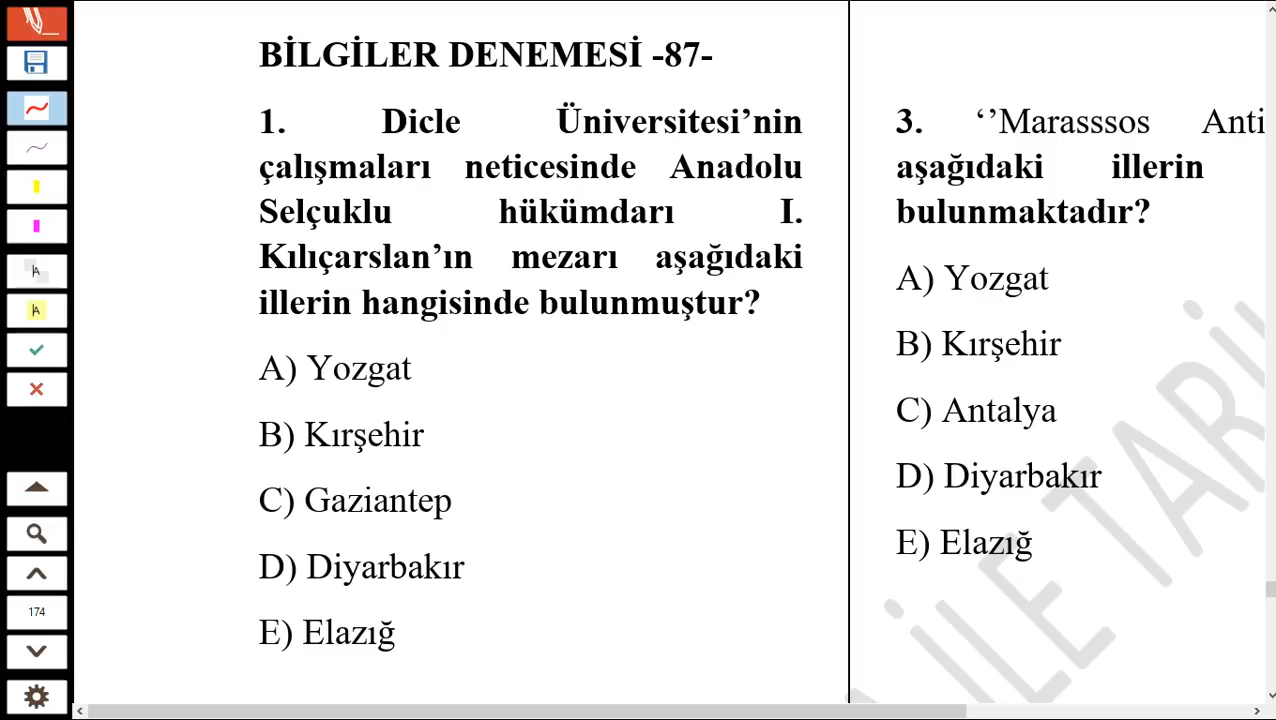 BİLGİLER DENEMESİ -87-
1. Dicle Üniversitesi’nin
çalışmaları neticesinde Anadolu
Selçuklu hükümdarı I.
Kılıçarslan’ın mezarı aşağıdaki
illerin hangisinde bulunmuştur?
A) Yozgat
B) Kırşehir
C) Gaziantep
D) Diyarbakır
E) Elazığ
3. ‘’Marasssos Anti
aşağıdaki illerin
bulunmaktadır?
A) Yozgat
B) Kırşehir
C) Antalya
D) Diyarbakır
E) Elazığ
İLE TARİH
A
A
174